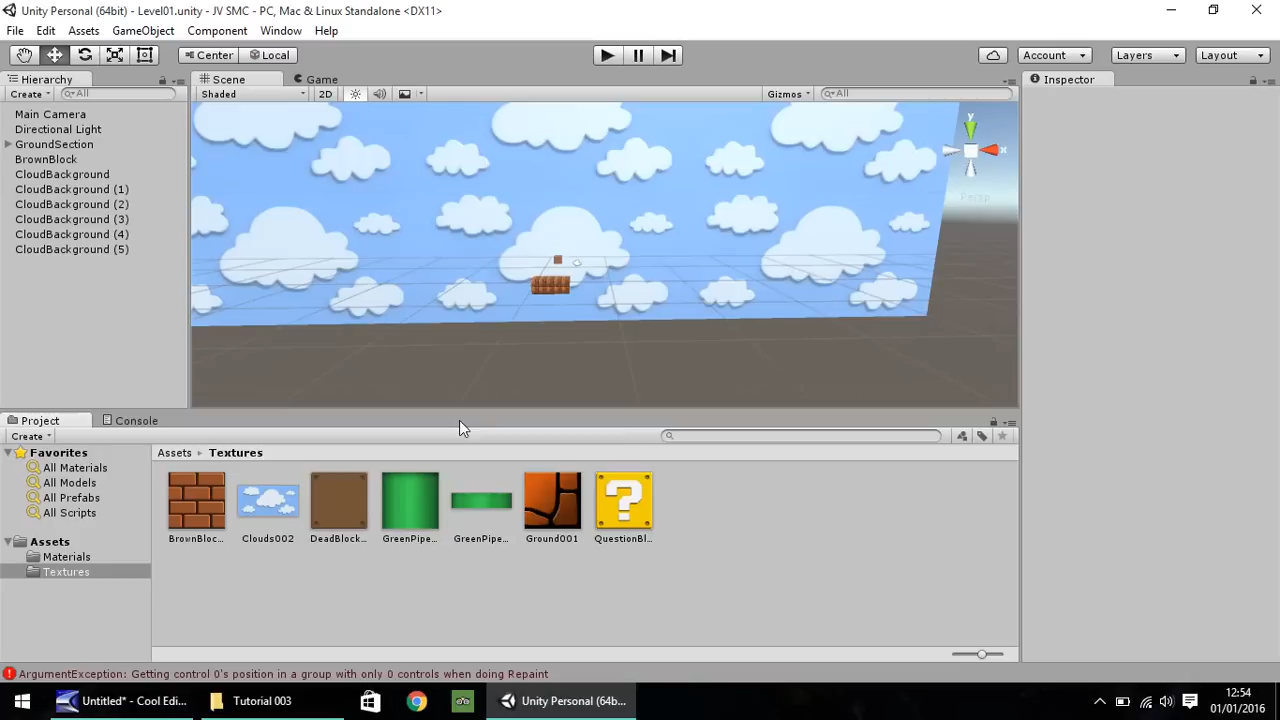 Unity Personal (64bit) - Level01.unity - JV SMC - PC, Mac & Linux Standalone <DX11>
File Edit Assets GameObject Component Window Help
Center Local Account Layers Layout
Hierarchy Scene Game Inspector
Create All Shaded 2D Gizmos All
Main Camera
Directional Light
GroundSection
BrownBlock
CloudBackground
CloudBackground (1)
CloudBackground (2)
CloudBackground (3)
CloudBackground (4)
CloudBackground (5)
y
x
Persp
Project Console
Create
Favorites
All Materials
All Models
All Prefabs
All Scripts
Assets
Materials
Textures
Assets Textures
?
BrownBloc... Clouds002 DeadBlock... GreenPipe... GreenPipe... Ground001 QuestionBl...
ArgumentException: Getting control 0's position in a group with only 0 controls when doing Repaint
Untitled* - Cool Edi... Tutorial 003 Unity Personal (64b...
12:54
01/01/2016